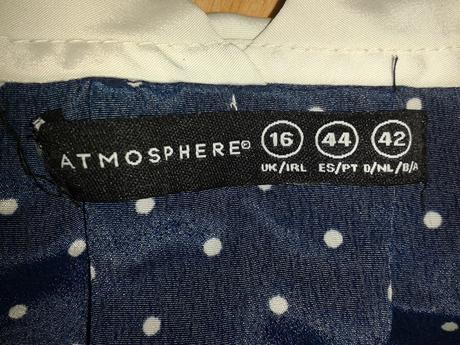 ATMOSPHERE® 16 44 42
UK/IRL ES/PT D/NL/B/A